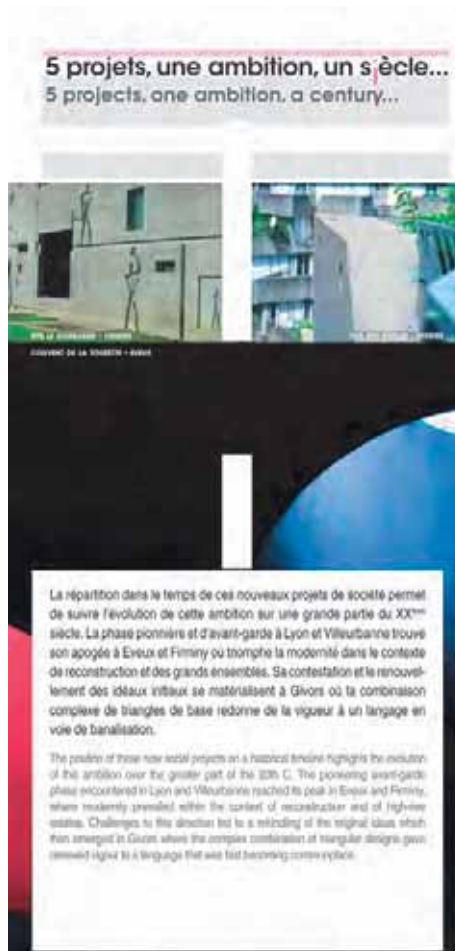 5 projets, une ambition, un siècle...
5 projects, one ambition, a century...
COUVENT DE LA TOURETTE • EVEUX
La répartition dans le temps de ces nouveaux projets de société permet
de suivre l'évolution de cette ambition sur une grande partie du XXème
siècle. La phase pionnière et d'avant-garde à Lyon et Villeurbanne trouve
son apogée à Eveux et Firminy où triomphe la modernité dans le contexte
de reconstruction et des grands ensembles. Sa contestation et le renouvel-
lement des idéaux initiaux se matérialisent à Givors où la combinaison
complexe de triangles de base redonne de la vigueur à un langage en
voie de banalisation.
The position of these new social projects on a historical timeline highlights the evolution
of this ambition over the greater part of the 20th C. The pioneering avant-garde
phase encountered in Lyon and Villeurbanne reached its peak in Eveux and Firminy,
where modernity prevailed within the context of reconstruction and of high-rise
estates. Challenges to this direction led to a rekindling of the original ideas which
then emerged in Givors where the complex combination of triangular designs gave
renewed vigour to a language that was fast becoming commonplace.